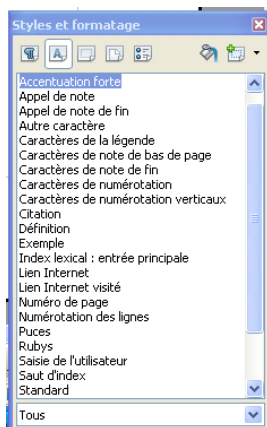 Styles et formatage
Accentuation forte
Appel de note
Appel de note de fin
Autre caractère
Caractères de la légende
Caractères de note de bas de page
Caractères de note de fin
Caractères de numérotation
Caractères de numérotation verticaux
Citation
Définition
Exemple
Index lexical : entrée principale
Lien Internet
Lien Internet visité
Numéro de page
Numérotation des lignes
Puces
Rubys
Saisie de l'utilisateur
Saut d'index
Standard
Tous